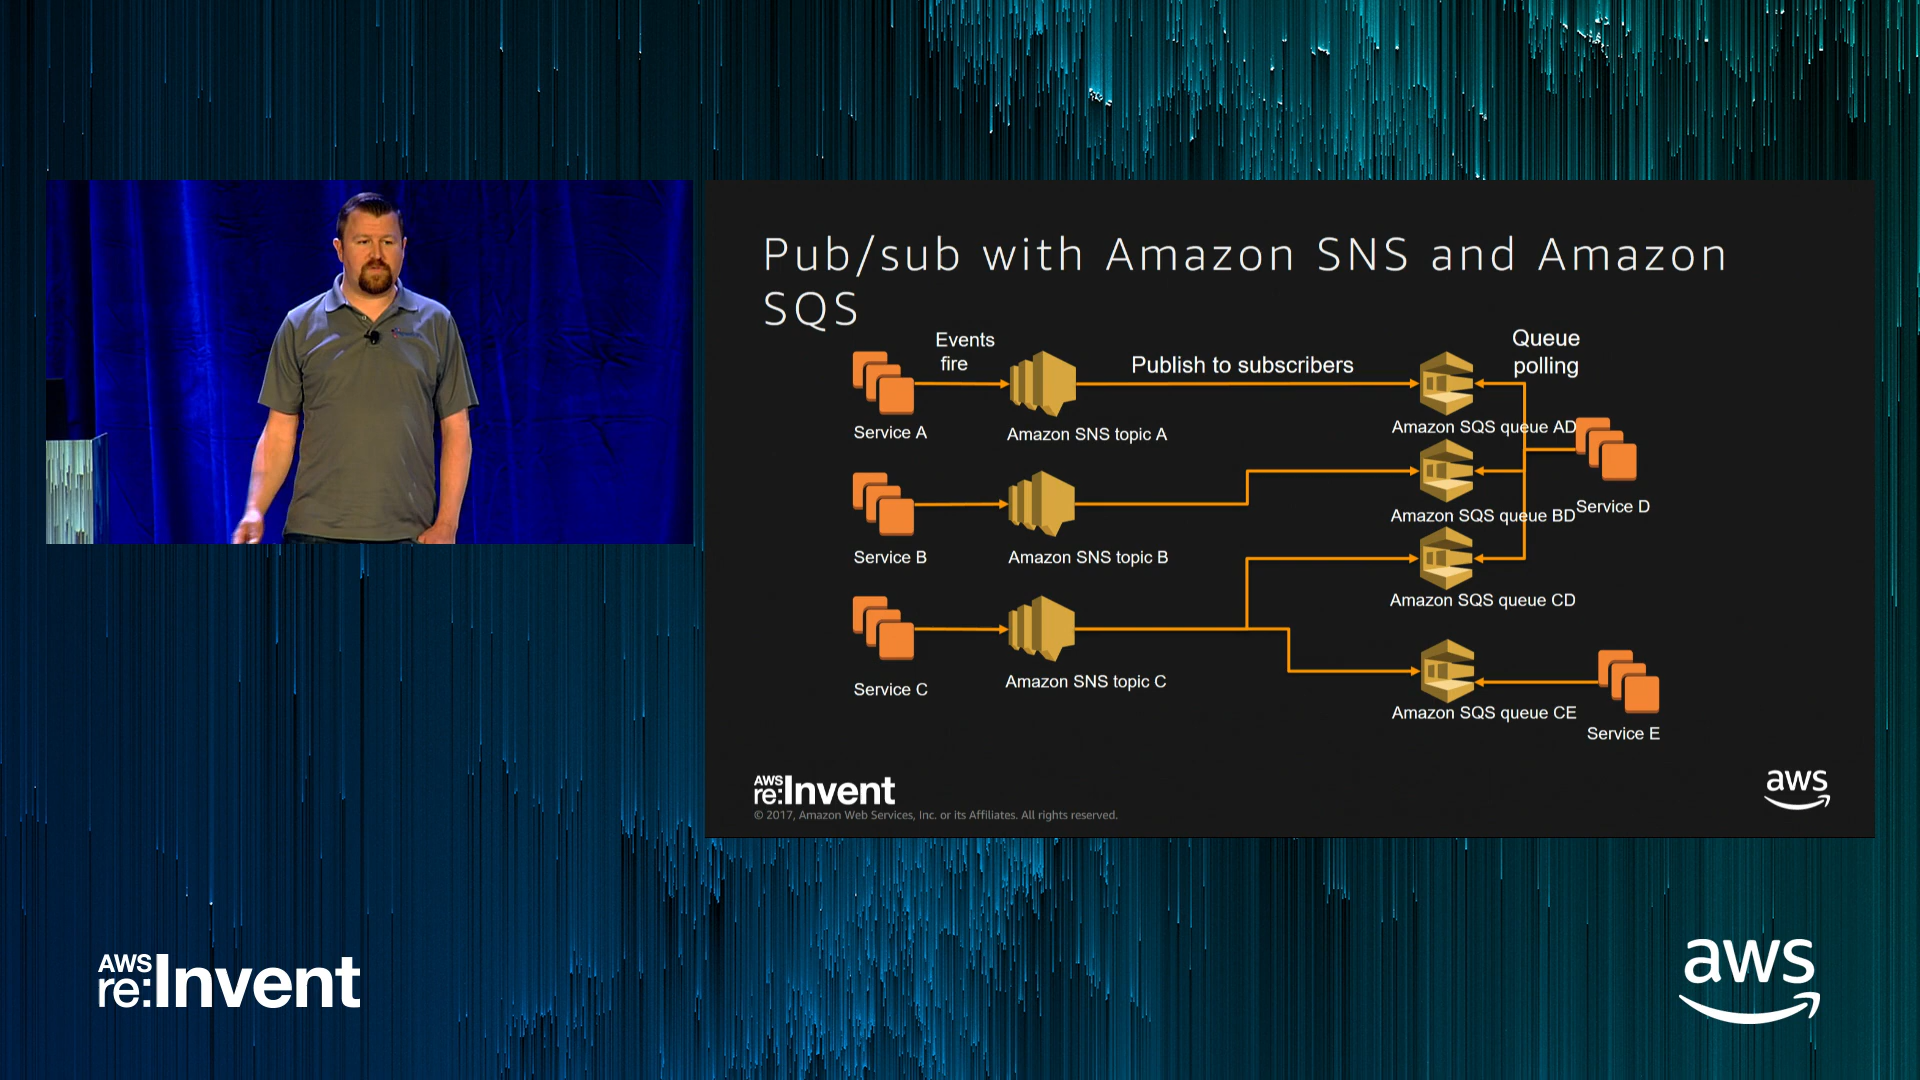 Pub/sub with Amazon SNS and Amazon
SQS
Events
fire
Publish to subscribers
Queue
polling
Service A
Amazon SNS topic A
Amazon SQS queue AD
Service B
Amazon SNS topic B
Amazon SQS queue BD
Service D
Amazon SQS queue CD
Service C
Amazon SNS topic C
Amazon SQS queue CE
Service E
AWS
re:Invent
© 2017, Amazon Web Services, Inc. or its Affiliates. All rights reserved.
aws
AWS
re:Invent
aws